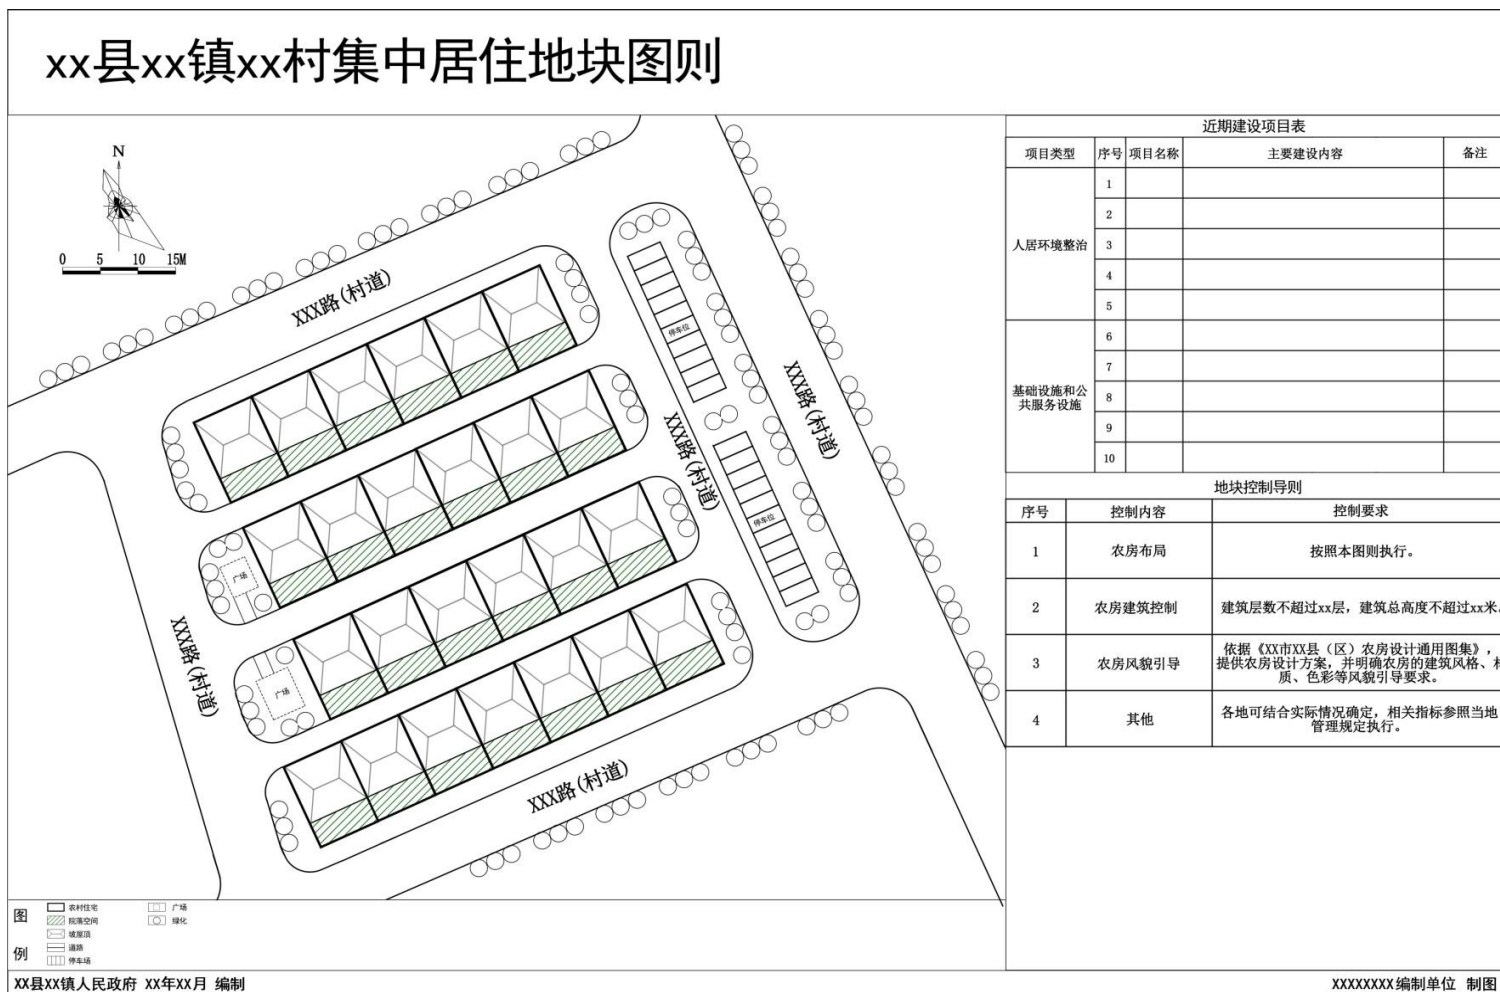 xx县xx镇xx村集中居住地块图则
N
0 5 10 15M
XXX路(村道)
停车位
XXX路(村道)
XXX路(村道)
停车位
广场
广场
XXX路(村道)
XXX路(村道)
近期建设项目表
项目类型 序号 项目名称 主要建设内容 备注
人居环境整治
1
2
3
4
5
基础设施和公
共服务设施
6
7
8
9
10
地块控制导则
序号 控制内容 控制要求
1 农房布局 按照本图则执行。
2 农房建筑控制 建筑层数不超过xx层，建筑总高度不超过xx米
3 农房风貌引导
依据《XX市XX县（区）农房设计通用图集》，
提供农房设计方案，并明确农房的建筑风格、
质、色彩等风貌引导要求。
4 其他
各地可结合实际情况确定，相关指标参照当地
管理规定执行。
图例
农村住宅 广场
院落空间 绿化
坡屋顶
道路
停车场
XX县XX镇人民政府 XX年XX月 编制
XXXXXXXX编制单位 制图